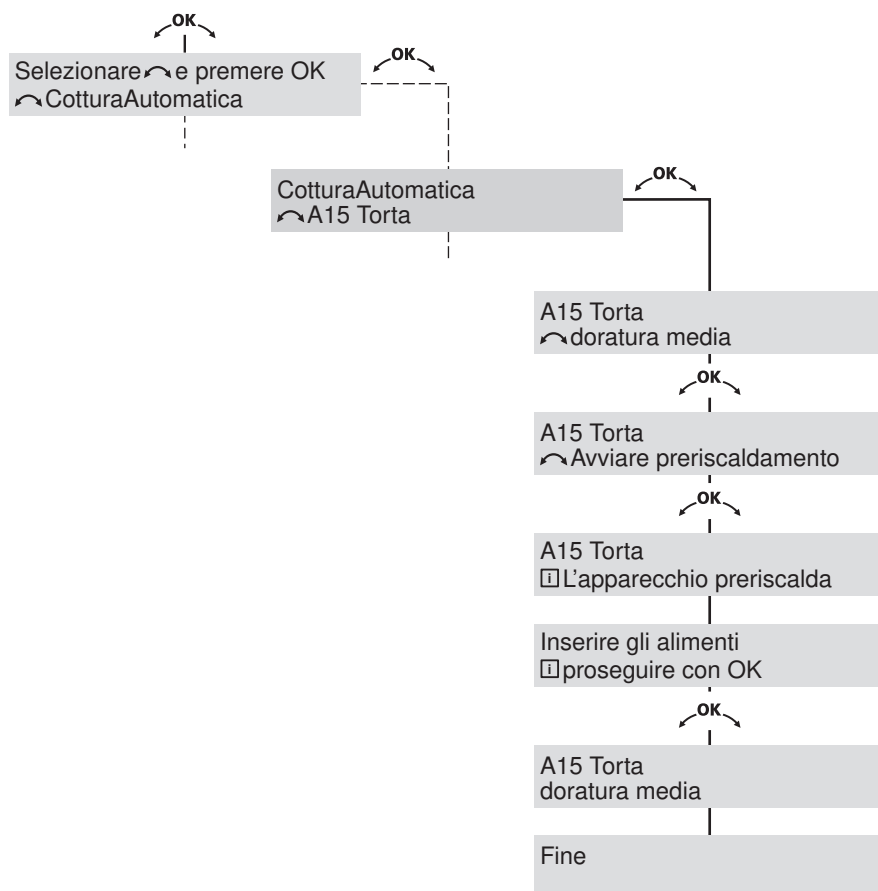 OK
Selezionare e premere OK
CotturaAutomatica
OK
CotturaAutomatica
A15 Torta
OK
A15 Torta
doratura media
OK
A15 Torta
Avviare preriscaldamento
OK
A15 Torta
i L'apparecchio preriscalda
Inserire gli alimenti
i proseguire con OK
OK
A15 Torta
doratura media
Fine